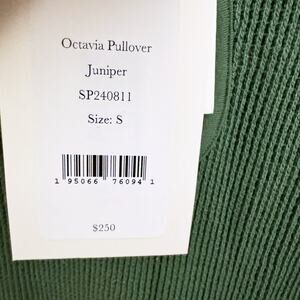 Octavia Pullover
Juniper
SP240811
Size: S
1 95066 76094 1
$250